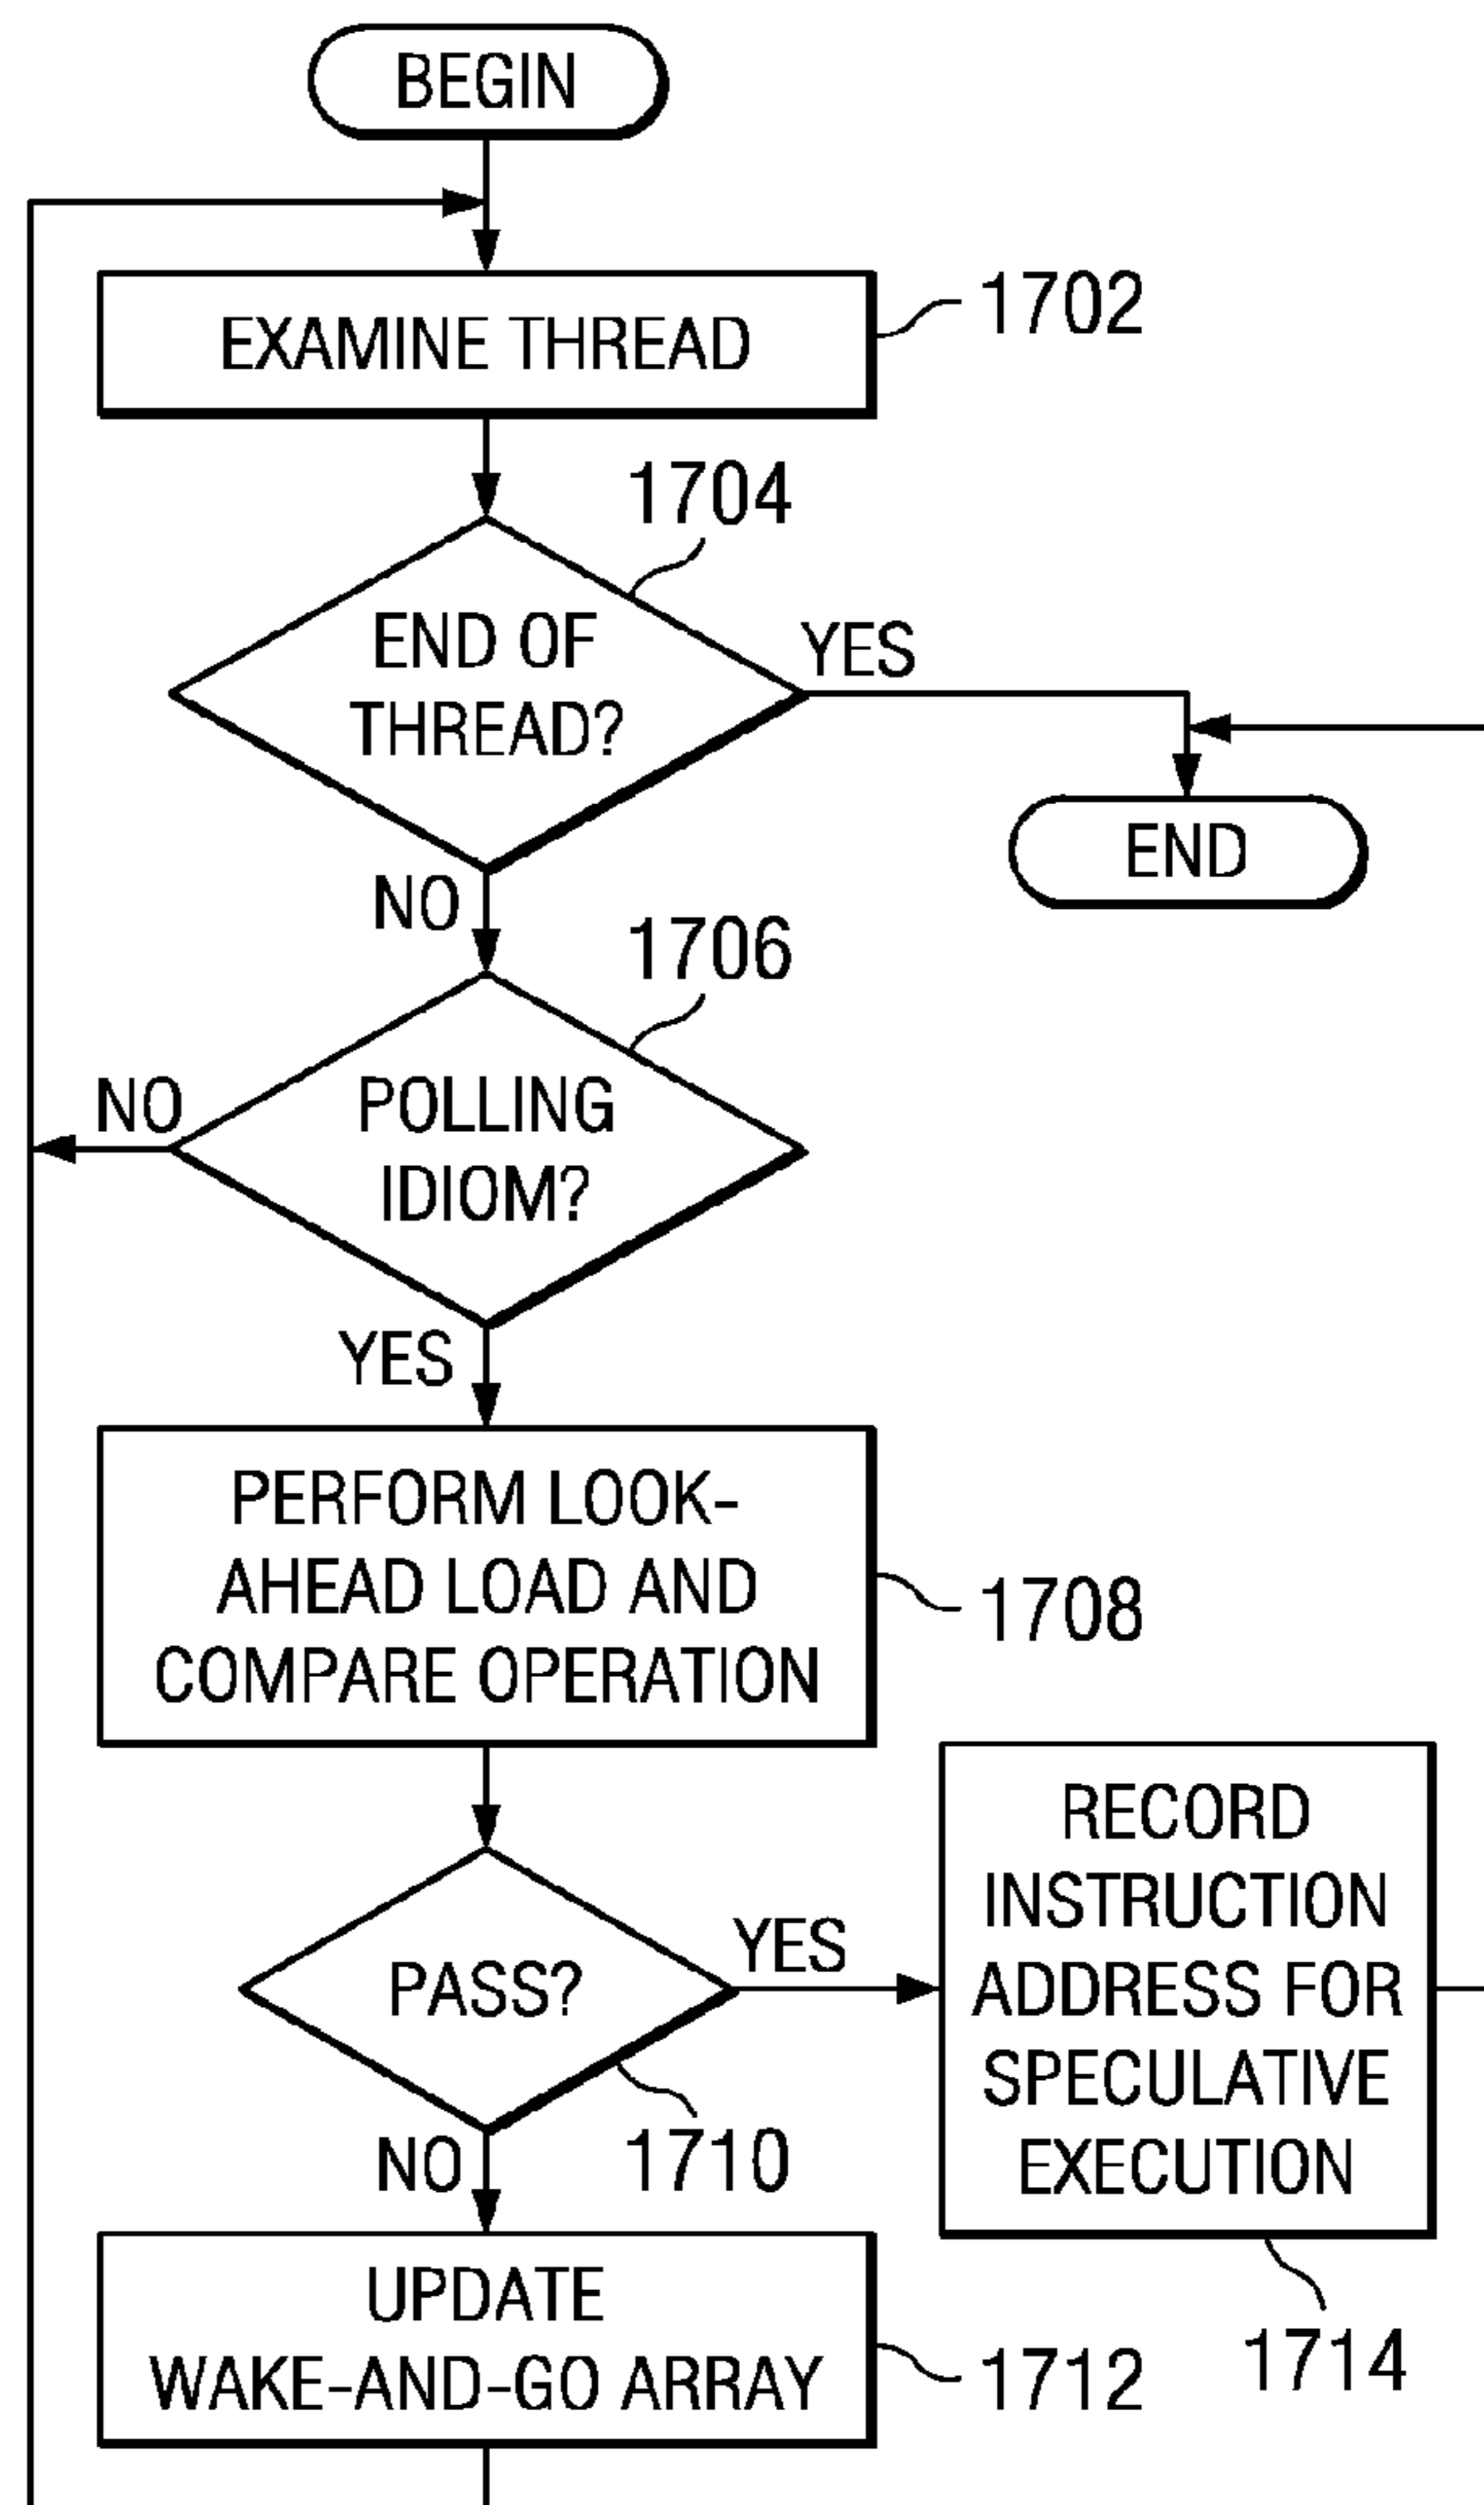 BEGIN
EXAMINE THREAD
1702
1704
END OF
THREAD?
YES
END
NO
1706
POLLING
IDIOM?
NO
YES
PERFORM LOOK-
AHEAD LOAD AND
COMPARE OPERATION
1708
PASS?
YES
1710
NO
RECORD
INSTRUCTION
ADDRESS FOR
SPECULATIVE
EXECUTION
1714
UPDATE
WAKE-AND-GO ARRAY
1712